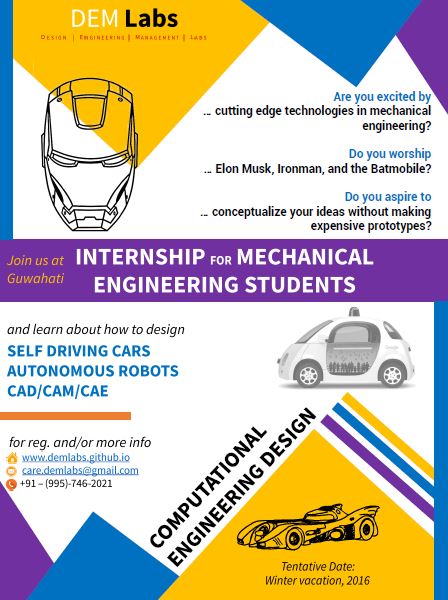 DEM Labs
DESIGN | ENGINEERING | MANAGEMENT | LABS
Are you excited by
... cutting edge technologies in mechanical
engineering?
Do you worship
... Elon Musk, Ironman, and the Batmobile?
Do you aspire to
... conceptualize your ideas without making
expensive prototypes?
Join us at
Guwahati
INTERNSHIP FOR MECHANICAL
ENGINEERING STUDENTS
and learn about how to design
SELF DRIVING CARS
AUTONOMOUS ROBOTS
CAD/CAM/CAE
for reg. and/or more info
www.demlabs.github.io
care.demlabs@gmail.com
+91 – (995)-746-2021
COMPUTATIONAL
ENGINEERING DESIGN
Tentative Date:
Winter vacation, 2016